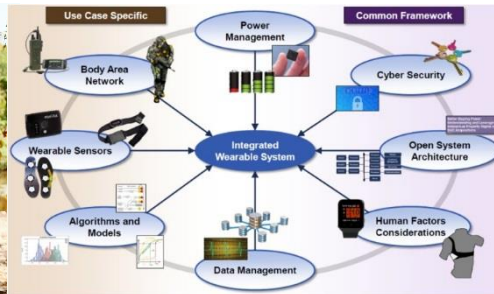 Use Case Specific
Power
Management
Common Framework
Body Area
Network
Cyber Security
Wearable Sensors
Integrated
Wearable System
Open System
Architecture
Algorithms and
Models
Human Factors
Considerations
Data Management